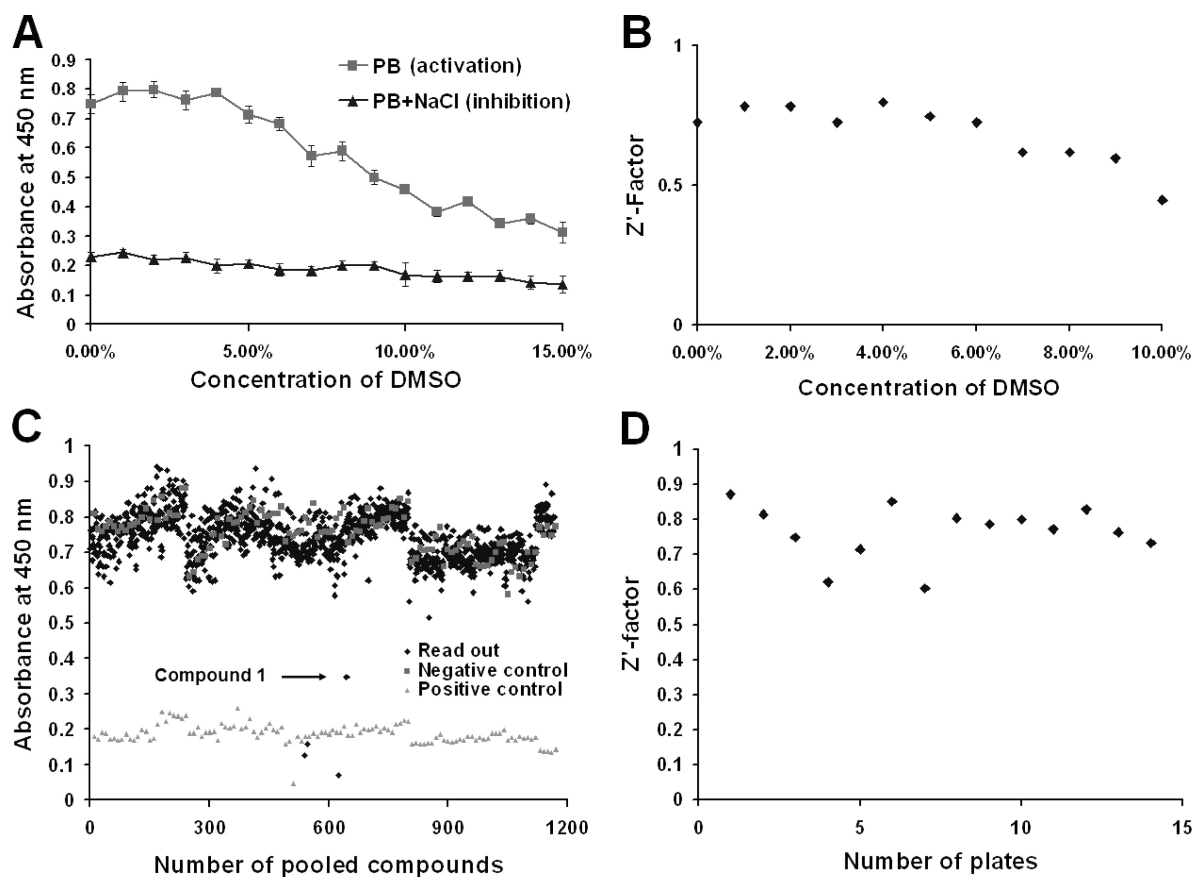 A
0.9
0.8
0.7
0.6
0.5
0.4
0.3
0.2
0.1
0
Absorbance at 450 nm
PB (activation)
PB+NaCl (inhibition)
0.00% 5.00% 10.00% 15.00%
Concentration of DMSO
B
1
0.5
0
Z'-Factor
0.00% 2.00% 4.00% 6.00% 8.00% 10.00%
Concentration of DMSO
C
1
0.9
0.8
0.7
0.6
0.5
0.4
0.3
0.2
0.1
0
Absorbance at 450 nm
Compound 1
Read out
Negative control
Positive control
0 300 600 900 1200
Number of pooled compounds
D
1
0.9
0.8
0.7
0.6
0.5
0.4
0.3
0.2
0.1
0
Z'-factor
0 5 10 15
Number of plates